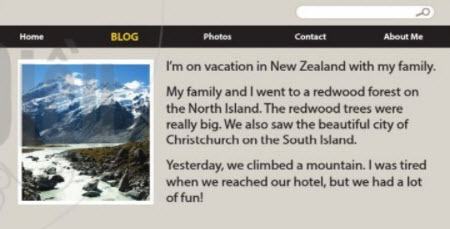 Home BLOG Photos Contact About Me
I'm on vacation in New Zealand with my family.
My family and I went to a redwood forest on
the North Island. The redwood trees were
really big. We also saw the beautiful city of
Christchurch on the South Island.
Yesterday, we climbed a mountain. I was tired
when we reached our hotel, but we had a lot
of fun!